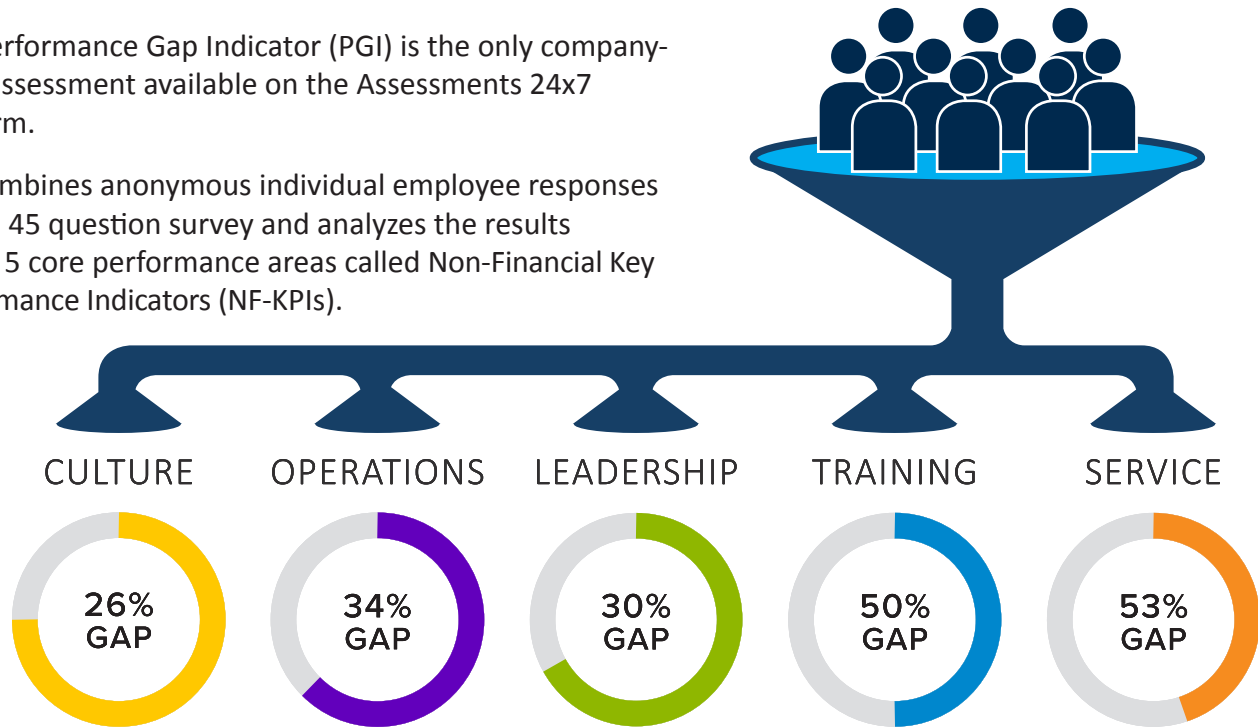 erformance Gap Indicator (PGI) is the only company-
ssessment available on the Assessments 24x7
rm.
mbines anonymous individual employee responses
45 question survey and analyzes the results
5 core performance areas called Non-Financial Key
mance Indicators (NF-KPIs).
CULTURE OPERATIONS LEADERSHIP TRAINING SERVICE
26% 34% 30% 50% 53%
GAP GAP GAP GAP GAP